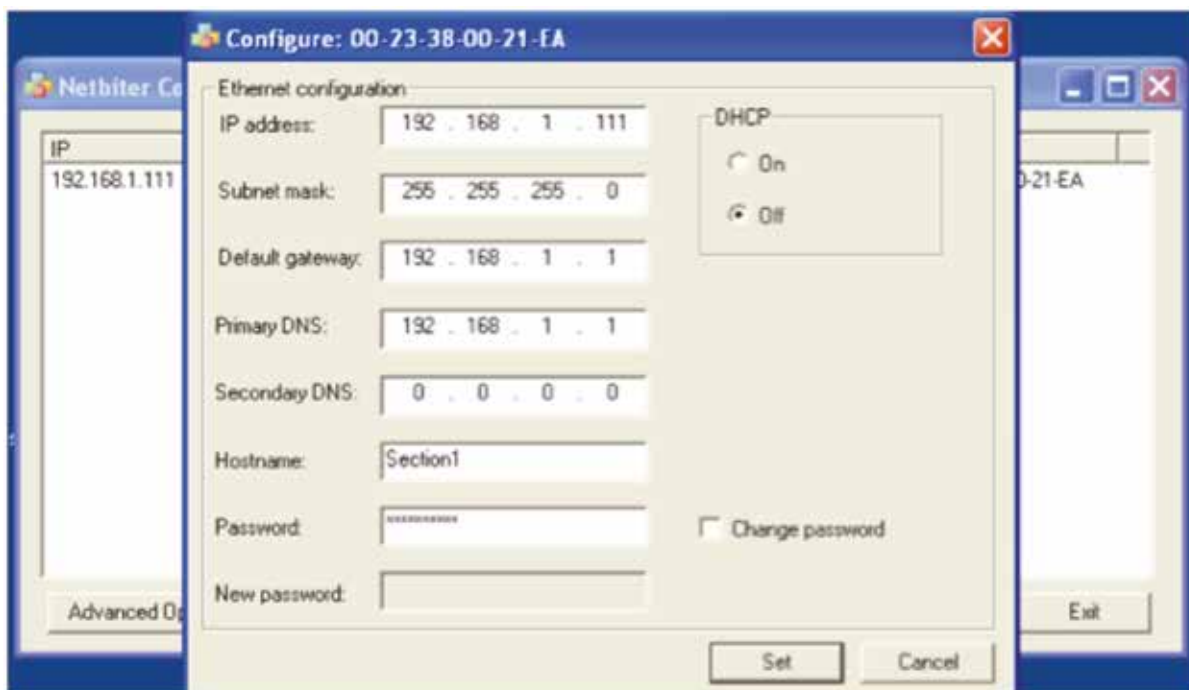 Configure: 00-23-38-00-21-EA
Netbiter Co
IP
192.168.1.111
0-21-EA
Ethernet configuration
IP address: 192 . 168 . 1 . 111
Subnet mask: 255 . 255 . 255 . 0
Default gateway: 192 . 168 . 1 . 1
Primary DNS: 192 . 168 . 1 . 1
Secondary DNS: 0 . 0 . 0 . 0
Hostname: Section1
Password: **********
New password:
DHCP
On
Off
Change password
Advanced Op
Exit
Set
Cancel